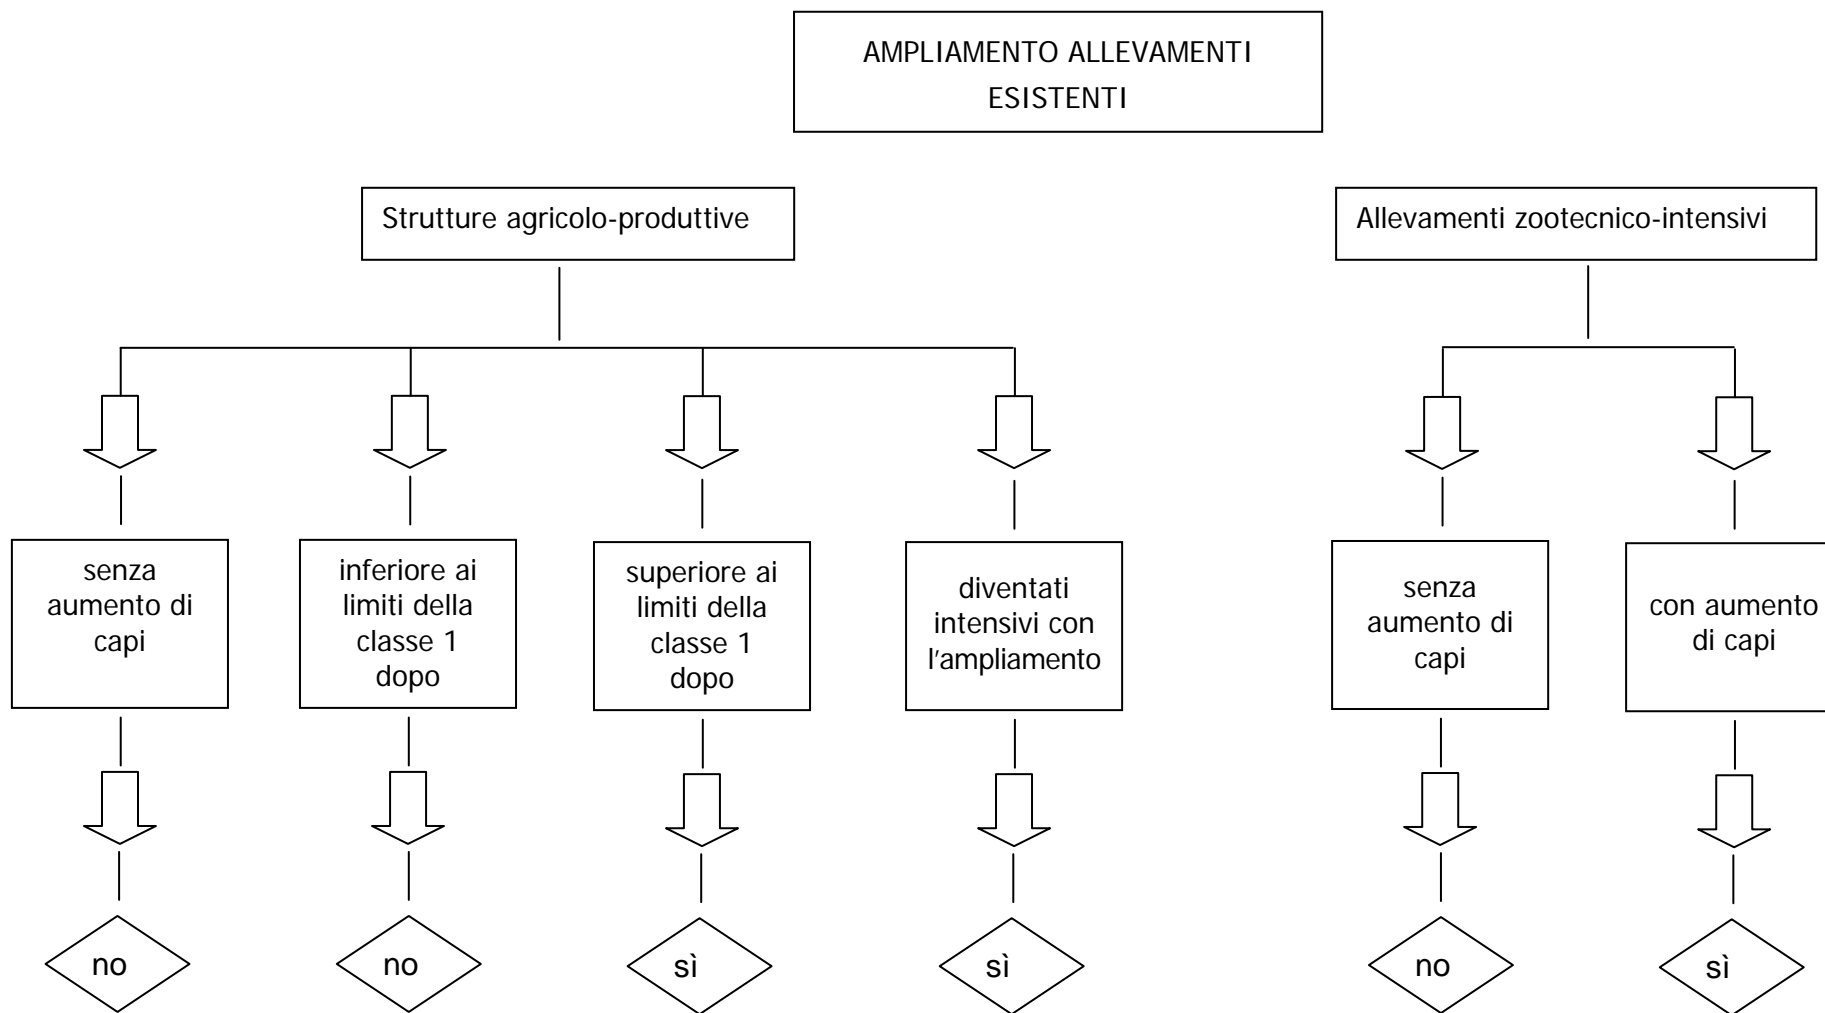 AMPLIAMENTO ALLEVAMENTI
ESISTENTI
Strutture agricolo-produttive
Allevamenti zootecnico-intensivi
senza
aumento di
capi
inferiore ai
limiti della
classe 1
dopo
superiore ai
limiti della
classe 1
dopo
diventati
intensivi con
l'ampliamento
senza
aumento di
capi
con aumento
di capi
no
no
sì
sì
no
sì